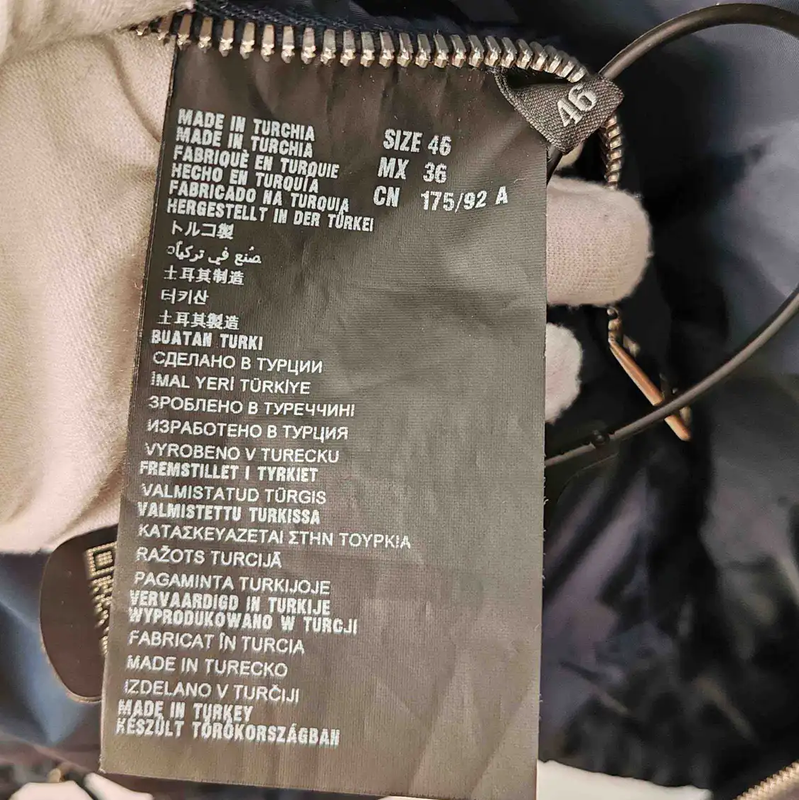 46
MADE IN TURCHIA
MADE IN TURCHIA
FABRIQUÈ EN TURQUIE
HECHO EN TURQUÍA
FABRICADO NA TURQUIA
HERGESTELLT IN DER TÜRKEI
トルコ製
صُنع في تركيا
土耳其制造
터키산
土耳其製造
BUATAN TURKI
СДЕЛАНО В ТУРЦИИ
İMAL YERİ TÜRKİYE
ЗРОБЛЕНО В ТУРЕЧЧИНІ
ИЗРАБОТЕНО В ТУРЦИЯ
VYROBENO V TURECKU
FREMSTILLET I TYRKIET
VALMISTATUD TÜRGIS
VALMISTETTU TURKISSA
ΚΑΤΑΣΚΕΥΑΖΕΤΑΙ ΣΤΗΝ ΤΟΥΡΚΙΑ
RAŽOTS TURCIJĀ
PAGAMINTA TURKIJOJE
VERVAARDIGD IN TURKIJE
WYPRODUKOWANO W TURCJI
FABRICAT ÎN TURCIA
MADE IN TURECKO
IZDELANO V TURČIJI
MADE IN TURKEY
KÉSZÜLT TÖRÖKORSZÁGBAN
SIZE 46
MX 36
CN 175/92 A